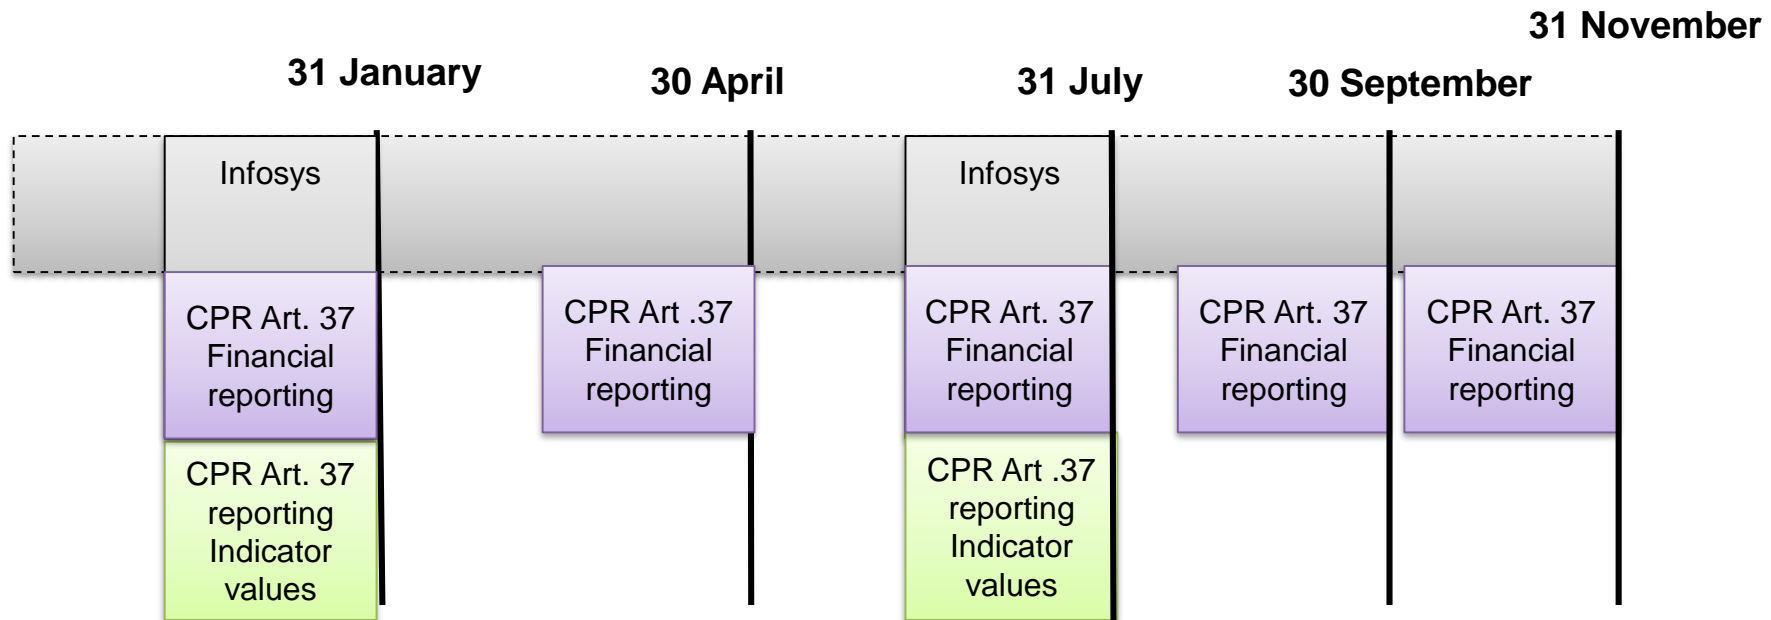 31 November
31 January
30 April
31 July
30 September
Infosys
Infosys
CPR Art. 37
Financial
reporting
CPR Art .37
Financial
reporting
CPR Art. 37
Financial
reporting
CPR Art. 37
Financial
reporting
CPR Art. 37
Financial
reporting
CPR Art. 37
reporting
Indicator
values
CPR Art .37
reporting
Indicator
values